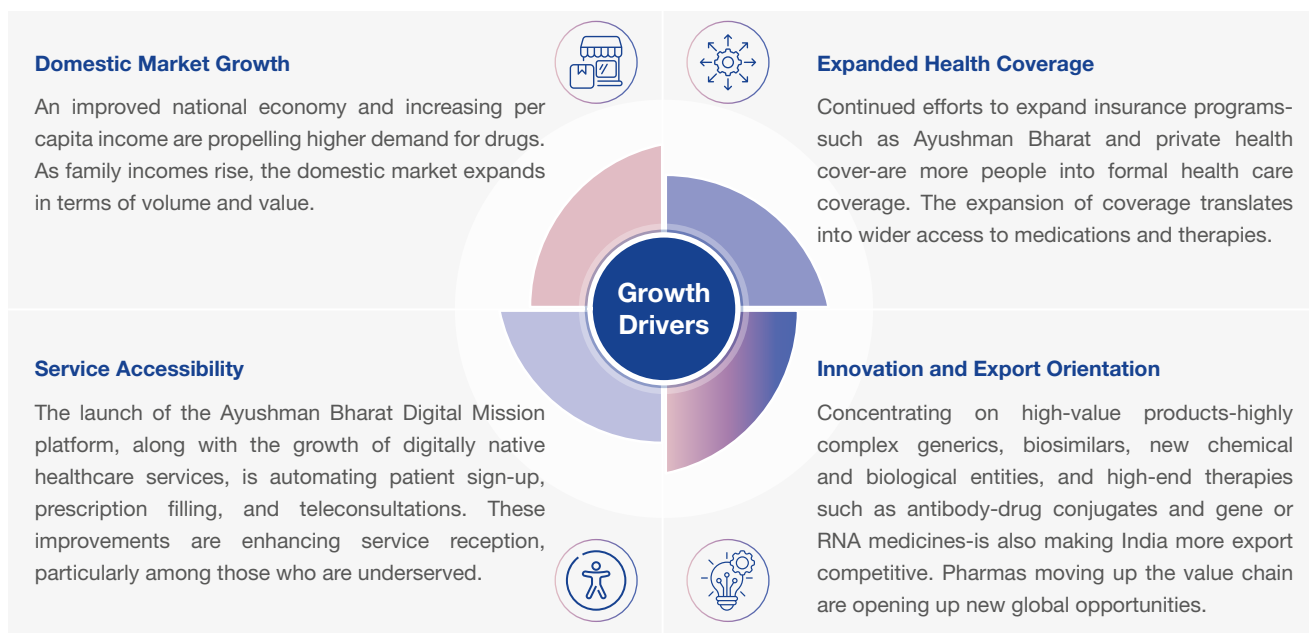 Domestic Market Growth
An improved national economy and increasing per
capita income are propelling higher demand for drugs.
As family incomes rise, the domestic market expands
in terms of volume and value.
Expanded Health Coverage
Continued efforts to expand insurance programs-
such as Ayushman Bharat and private health
cover-are more people into formal health care
coverage. The expansion of coverage translates
into wider access to medications and therapies.
Growth
Drivers
Service Accessibility
The launch of the Ayushman Bharat Digital Mission
platform, along with the growth of digitally native
healthcare services, is automating patient sign-up,
prescription filling, and teleconsultations. These
improvements are enhancing service reception,
particularly among those who are underserved.
Innovation and Export Orientation
Concentrating on high-value products-highly
complex generics, biosimilars, new chemical
and biological entities, and high-end therapies
such as antibody-drug conjugates and gene or
RNA medicines-is also making India more export
competitive. Pharmas moving up the value chain
are opening up new global opportunities.